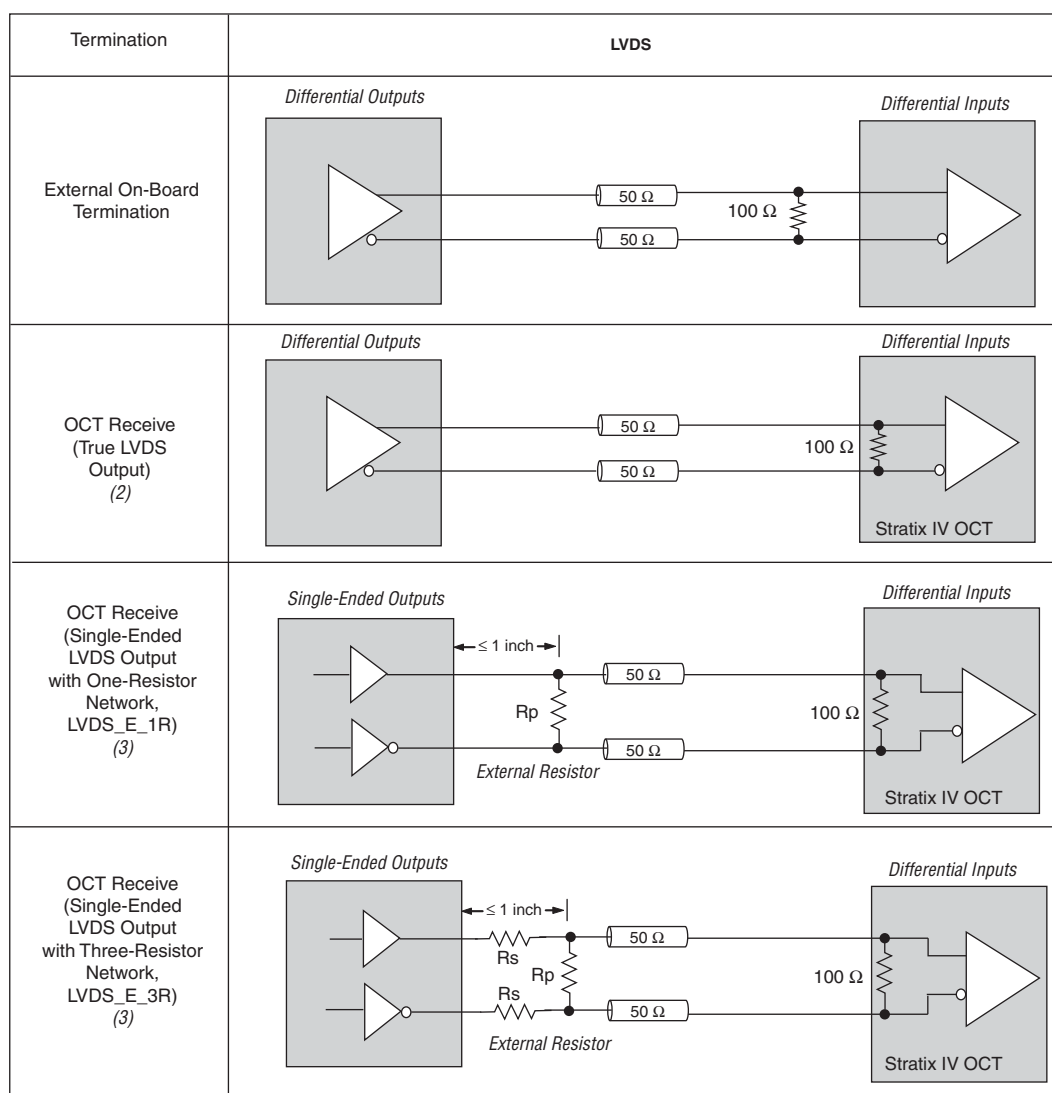 Termination
LVDS
External On-Board
Termination
Differential Outputs
Differential Inputs
50 Ω
50 Ω
100 Ω
OCT Receive
(True LVDS
Output)
(2)
Differential Outputs
Differential Inputs
50 Ω
50 Ω
100 Ω
Stratix IV OCT
OCT Receive
(Single-Ended
LVDS Output
with One-Resistor
Network,
LVDS_E_1R)
(3)
Single-Ended Outputs
Differential Inputs
≤ 1 inch
50 Ω
Rp
100 Ω
50 Ω
External Resistor
Stratix IV OCT
OCT Receive
(Single-Ended
LVDS Output
with Three-Resistor
Network,
LVDS_E_3R)
(3)
Single-Ended Outputs
Differential Inputs
≤ 1 inch
50 Ω
Rs
Rp
100 Ω
Rs
50 Ω
External Resistor
Stratix IV OCT